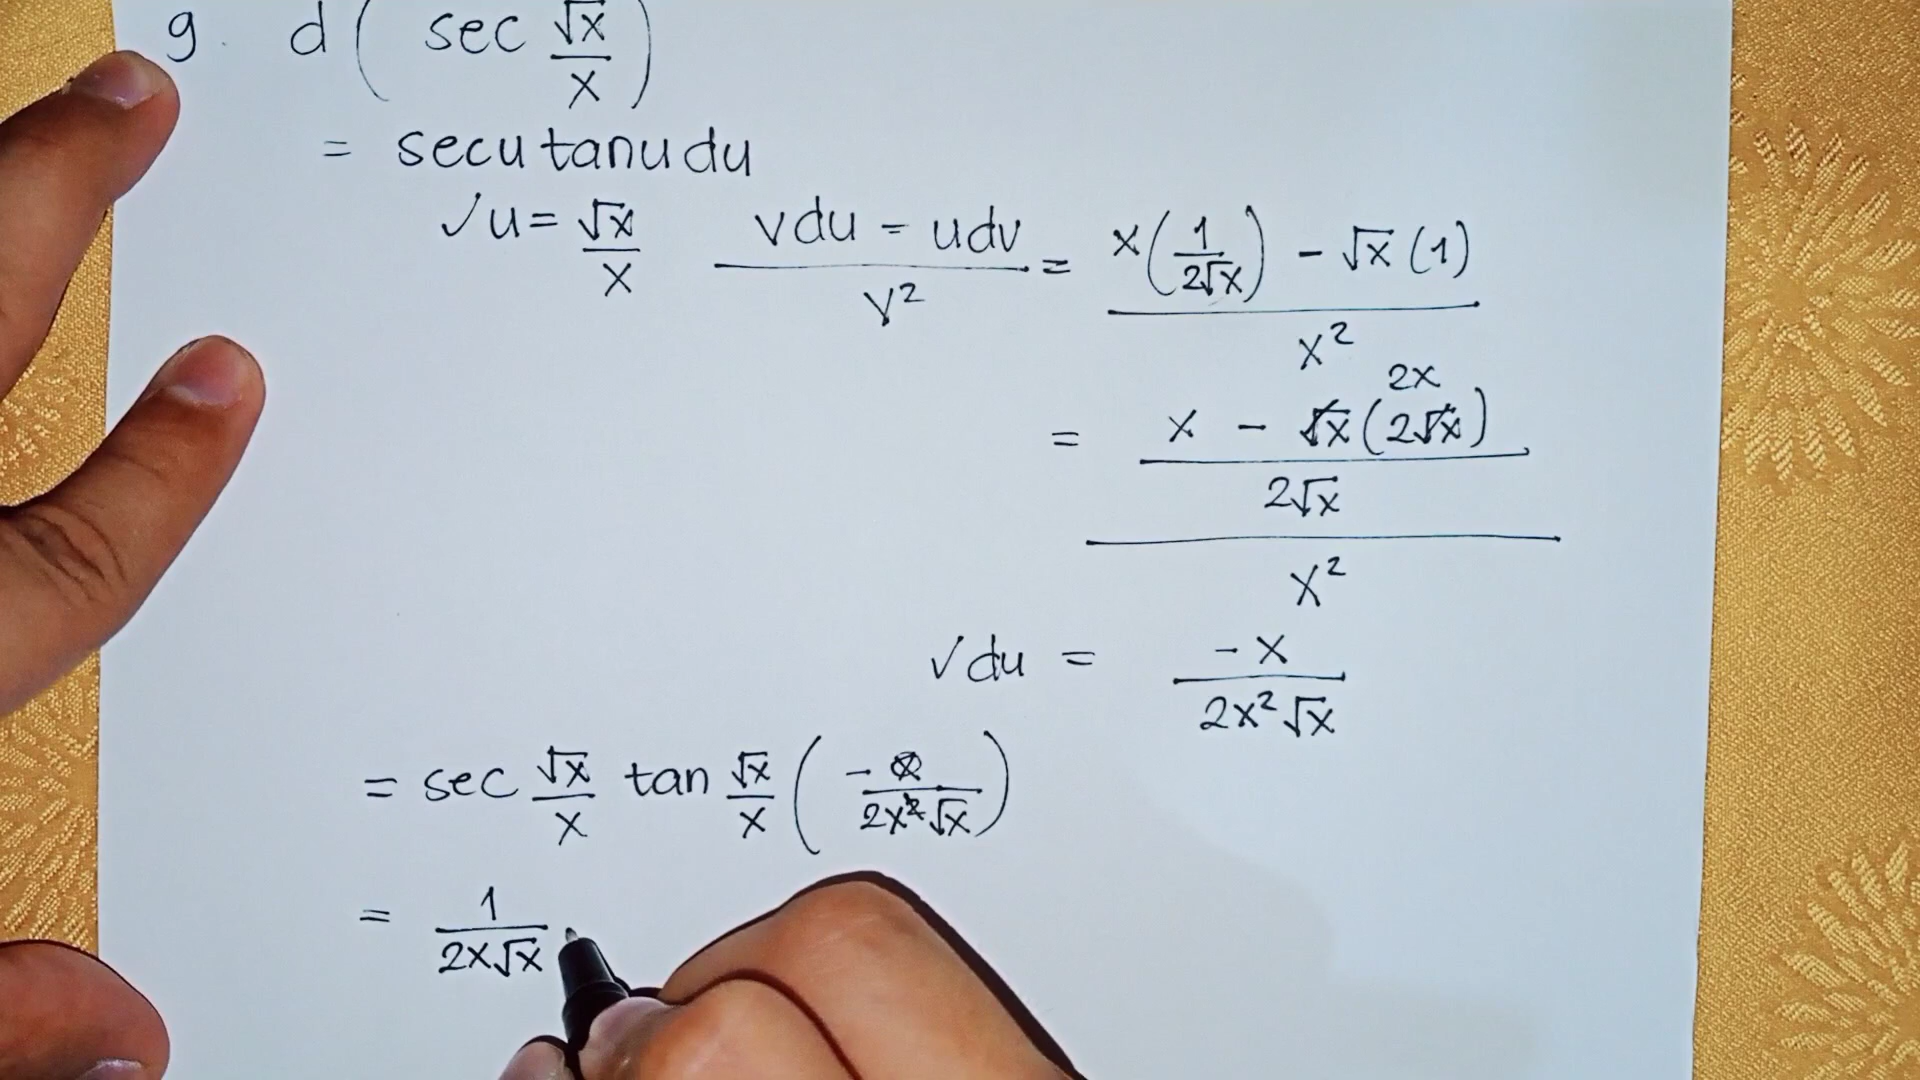 g. d ( sec √x/x )
= sec u tan u du
✓ u = √x/x   (v du - u dv)/v² = (x(1/(2√x)) - √x (1))/x²
2x
= ((x - √x (2√x))/(2√x))/x²
✓ du = -x/(2x²√x)
= sec √x/x tan √x/x ( -x/(2x²√x) )
= 1/(2x√x)